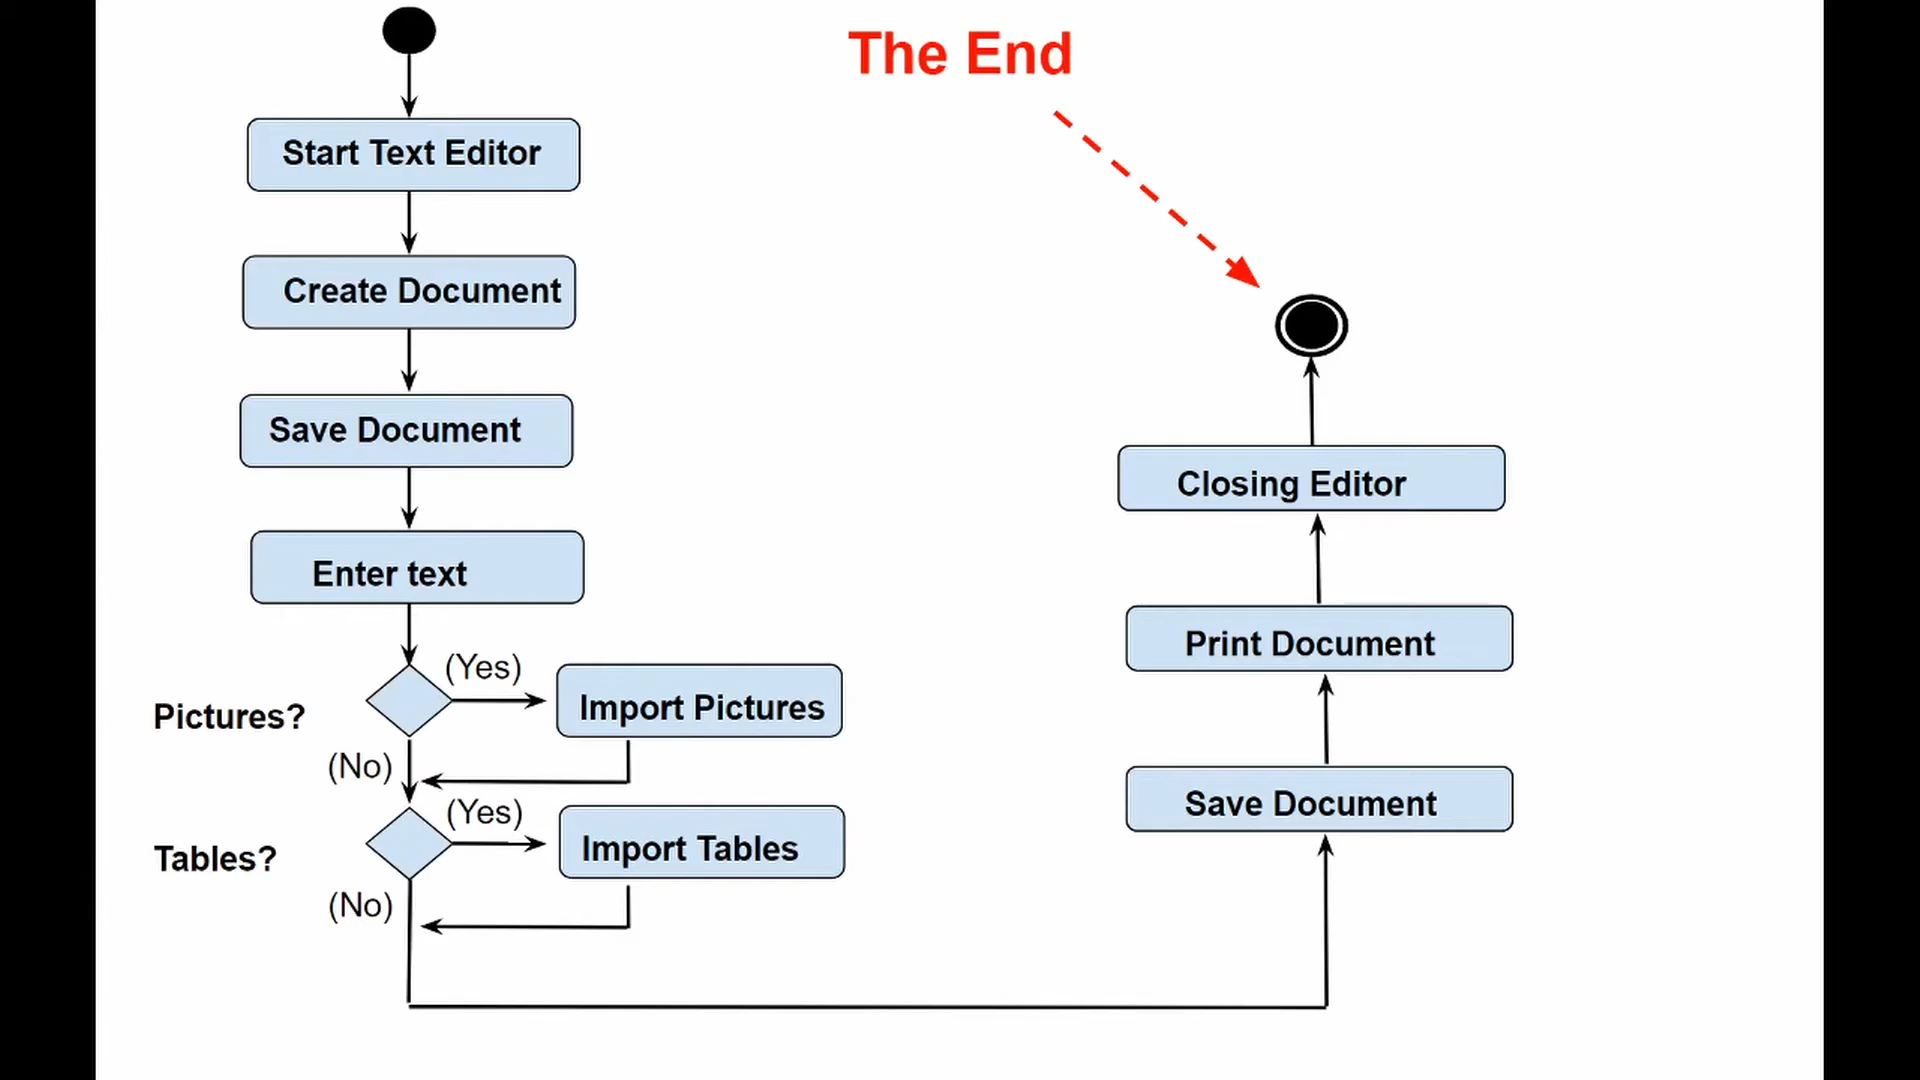 The End
Start Text Editor
Create Document
Save Document
Enter text
Pictures?
(Yes)
Import Pictures
(No)
Tables?
(Yes)
Import Tables
(No)
Closing Editor
Print Document
Save Document